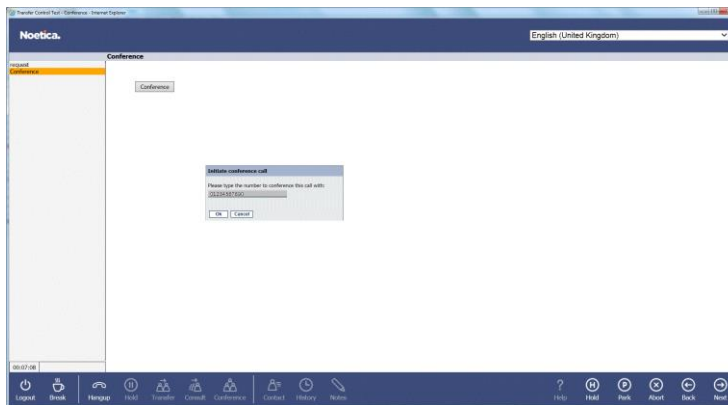 Transfer Control Test - Conference - Internet Explorer
Noetica.
English (United Kingdom)
Conference
request
Conference
Conference
Initiate conference call
Please type the number to conference this call with:
Ok Cancel
00:07:08
Logout Break Hangup Hold Transfer Consult Conference Contact History Notes Help Hold Park Abort Back Next